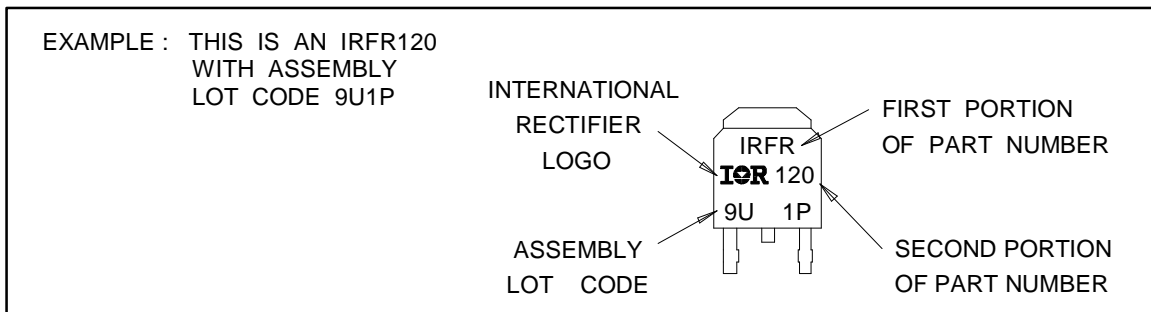 EXAMPLE : THIS IS AN IRFR120
WITH ASSEMBLY
LOT CODE 9U1P
INTERNATIONAL
RECTIFIER
LOGO
FIRST PORTION
OF PART NUMBER
IRFR
IOR 120
9U 1P
ASSEMBLY
LOT CODE
SECOND PORTION
OF PART NUMBER